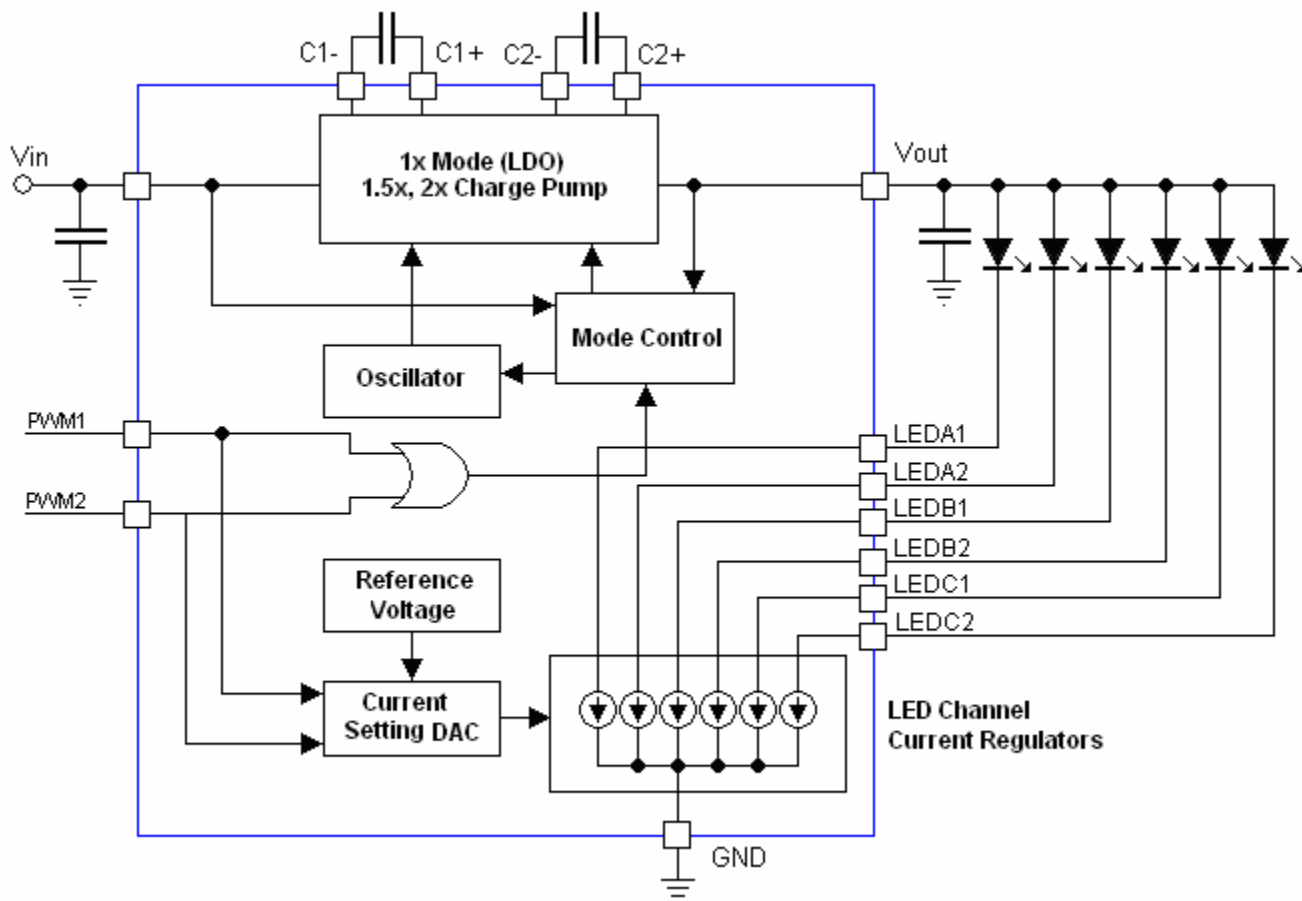 C1-
C1+
C2-
C2+
Vin
1x Mode (LDO)
1.5x, 2x Charge Pump
Vout
Mode Control
Oscillator
PWM1
LEDA1
LEDA2
PWM2
LEDB1
LEDB2
LEDC1
LEDC2
Reference
Voltage
Current
Setting DAC
LED Channel
Current Regulators
GND